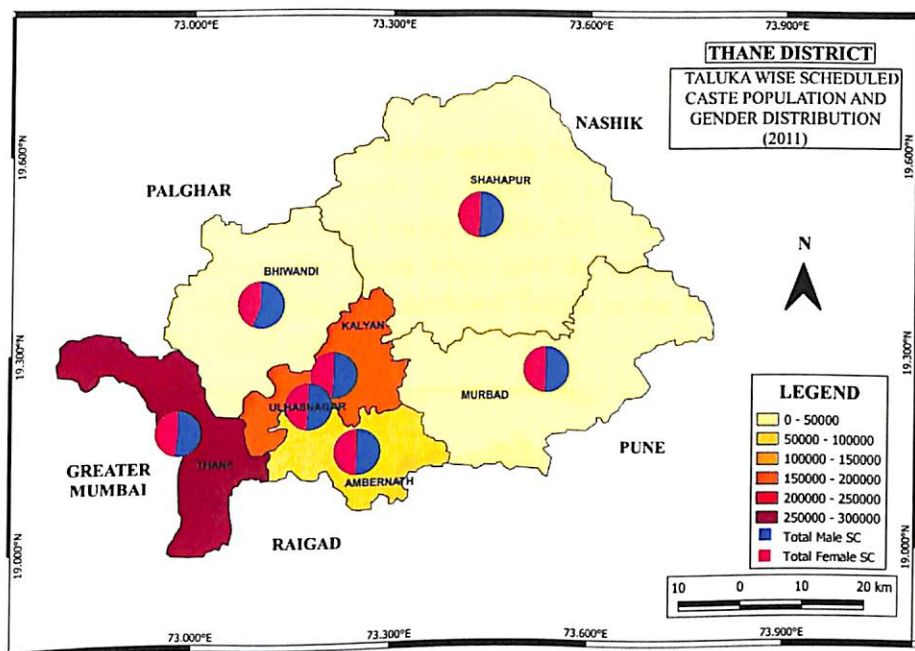 73.000°E 73.300°E 73.600°E 73.900°E
THANE DISTRICT
TALUKA WISE SCHEDULED
CASTE POPULATION AND
GENDER DISTRIBUTION
(2011)
NASHIK
19.600°N
19.600°N
SHAHAPUR
PALGHAR
N
BHIWANDI
KALYAN
19.300°N
19.300°N
MURBAD
ULHASNAGAR
LEGEND
0 - 50000
50000 - 100000
100000 - 150000
150000 - 200000
200000 - 250000
250000 - 300000
Total Male SC
Total Female SC
PUNE
THANE
GREATER
MUMBAI
AMBERNATH
RAIGAD
19.000°N
19.000°N
10 0 10 20 km
73.000°E 73.300°E 73.600°E 73.900°E